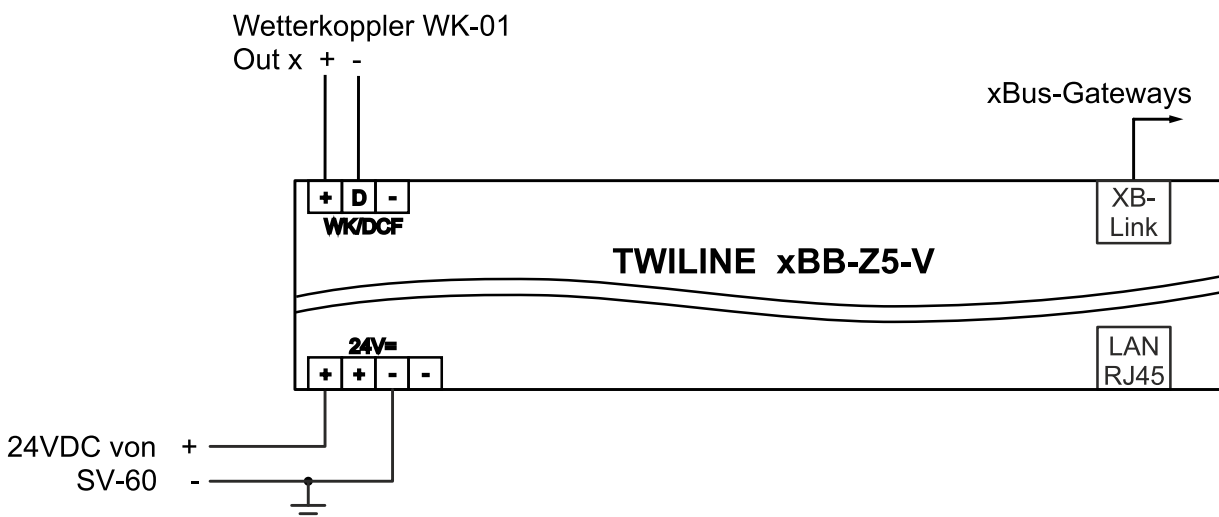 Wetterkoppler WK-01
Out x + -
xBus-Gateways
+ D -
WK/DCF
XB-
Link
TWILINE xBB-Z5-V
24V=
+ + - -
LAN
RJ45
24VDC von +
SV-60 -